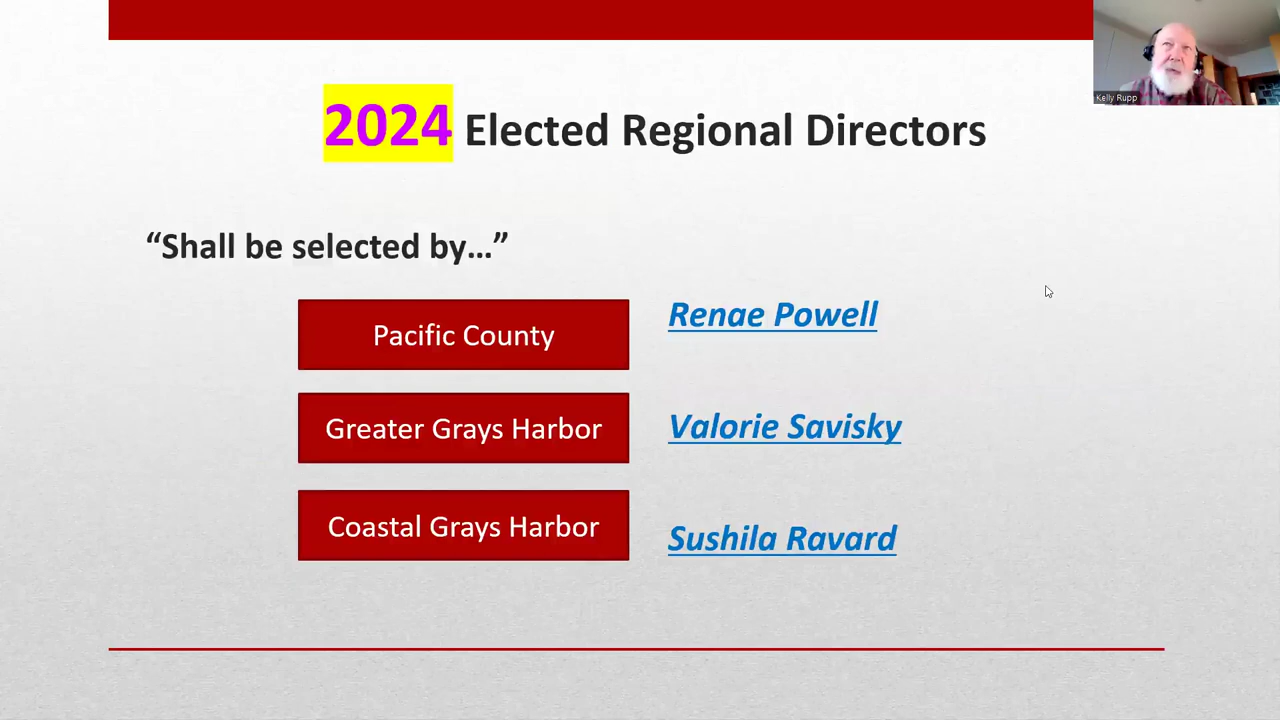 Kelly Rupp
2024 Elected Regional Directors
“Shall be selected by…”
Pacific County
Renae Powell
Greater Grays Harbor
Valorie Savisky
Coastal Grays Harbor
Sushila Ravard